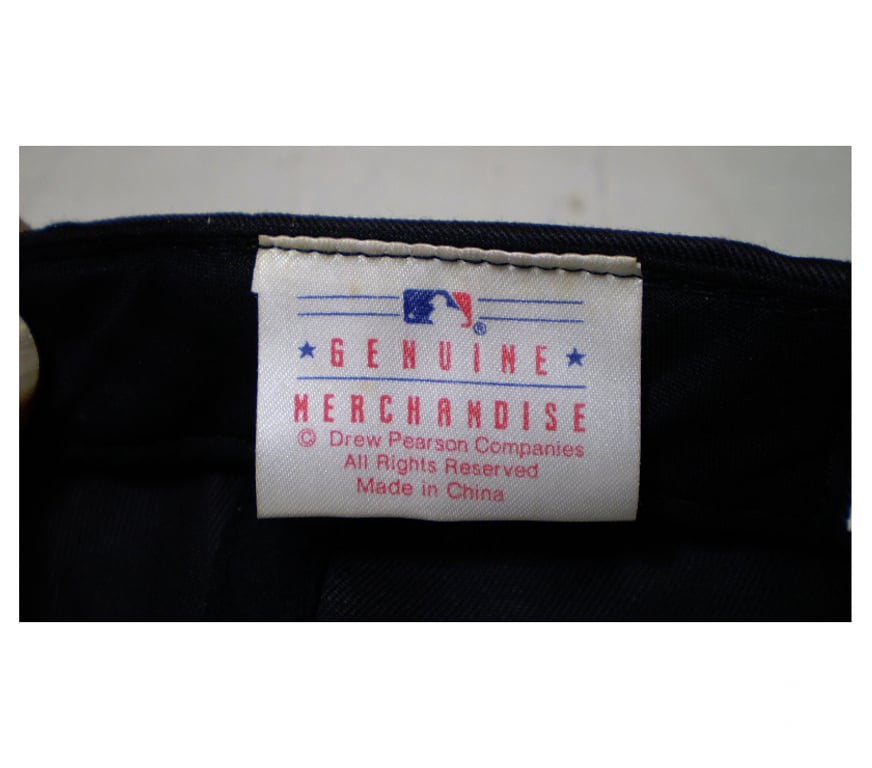 ®
★ GENUINE ★
MERCHANDISE
© Drew Pearson Companies
All Rights Reserved
Made in China